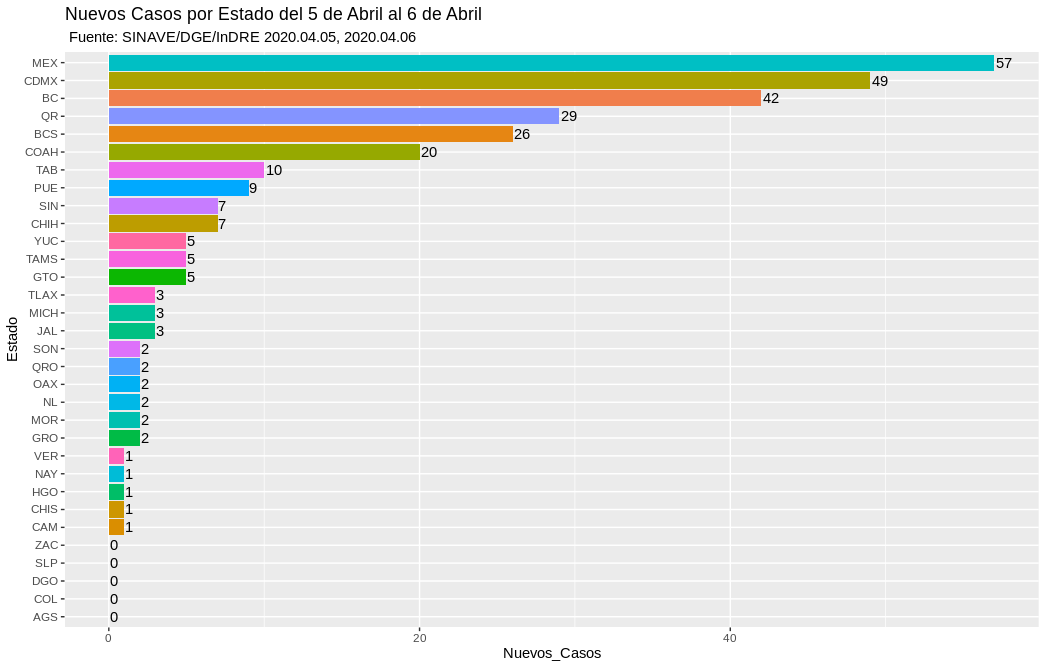 Nuevos Casos por Estado del 5 de Abril al 6 de Abril
Fuente: SINAVE/DGE/InDRE 2020.04.05, 2020.04.06
MEX 57
CDMX 49
BC 42
QR 29
BCS 26
COAH 20
TAB 10
PUE 9
SIN 7
CHIH 7
YUC 5
TAMS 5
GTO 5
TLAX 3
MICH 3
JAL 3
SON 2
QRO 2
OAX 2
NL 2
MOR 2
GRO 2
VER 1
NAY 1
HGO 1
CHIS 1
CAM 1
ZAC 0
SLP 0
DGO 0
COL 0
AGS 0
Estado
0 20 40
Nuevos_Casos